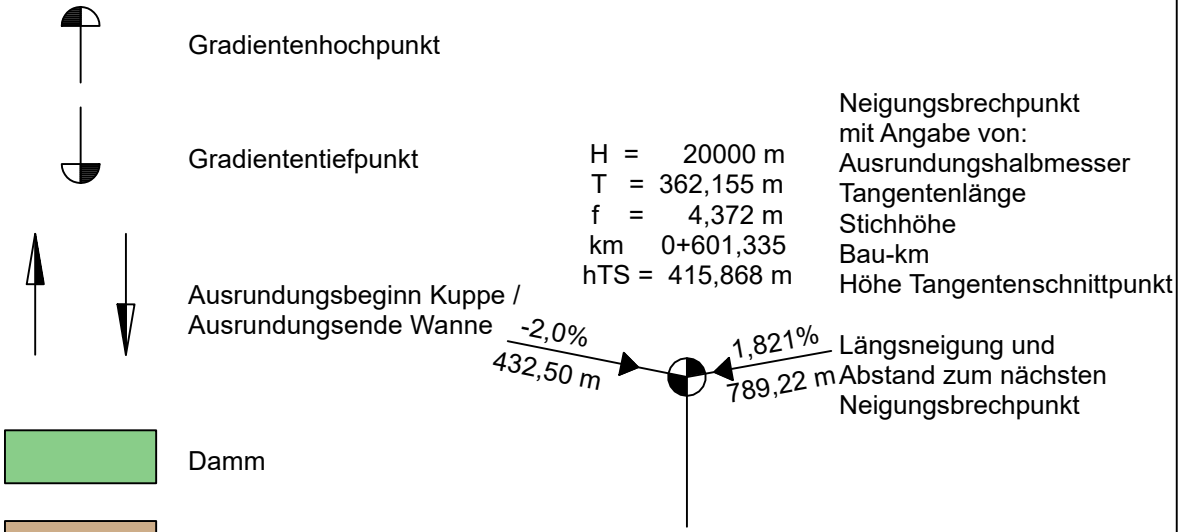 Gradientenhochpunkt
Gradiententiefpunkt
Ausrundungsbeginn Kuppe /
Ausrundungsende Wanne
Damm
H = 20000 m
T = 362,155 m
f = 4,372 m
km 0+601,335
hTS = 415,868 m
Neigungsbrechpunkt
mit Angabe von:
Ausrundungshalbmesser
Tangentenlänge
Stichhöhe
Bau-km
Höhe Tangentenschnittpunkt
-2,0%
432,50 m
1,821%
789,22 m
Längsneigung und
Abstand zum nächsten
Neigungsbrechpunkt